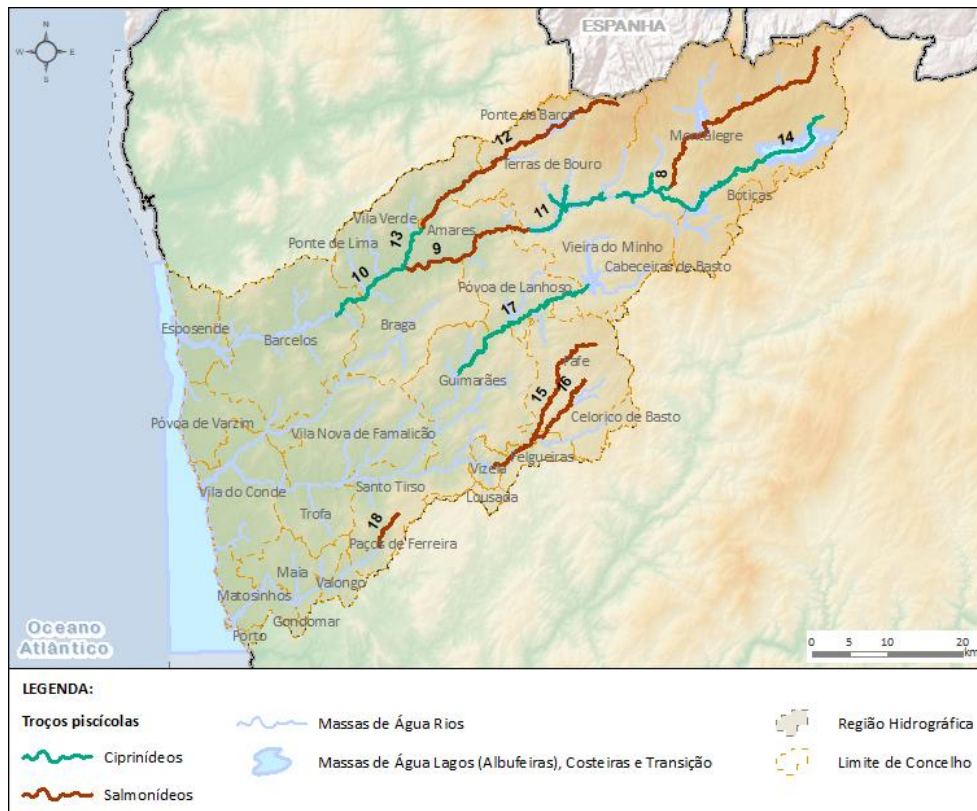 N
W E
S
ESPANHA
Ponte da Barca
12
Montalegre
14
Terras de Bouro
8
Boticas
11
Vila Verde
Amares
13
9
Ponte de Lima
Vieira do Minho
10
Cabeceiras de Basto
Póvoa de Lanhoso
17
Esposende
Braga
Barcelos
Fafe
Guimarães
15
16
Celorico de Basto
Póvoa de Varzim
Vila Nova de Famalicão
Felgueiras
Vizela
Vila do Conde
Santo Tirso
Lousada
Trofa
18
Paços de Ferreira
Maia
Valongo
Matosinhos
Gondomar
Porto
Oceano
Atlântico
0 5 10 20
km
LEGENDA:
Troços piscícolas
Ciprinídeos
Salmonídeos
Massas de Água Rios
Massas de Água Lagos (Albufeiras), Costeiras e Transição
Região Hidrográfica
Limite de Concelho